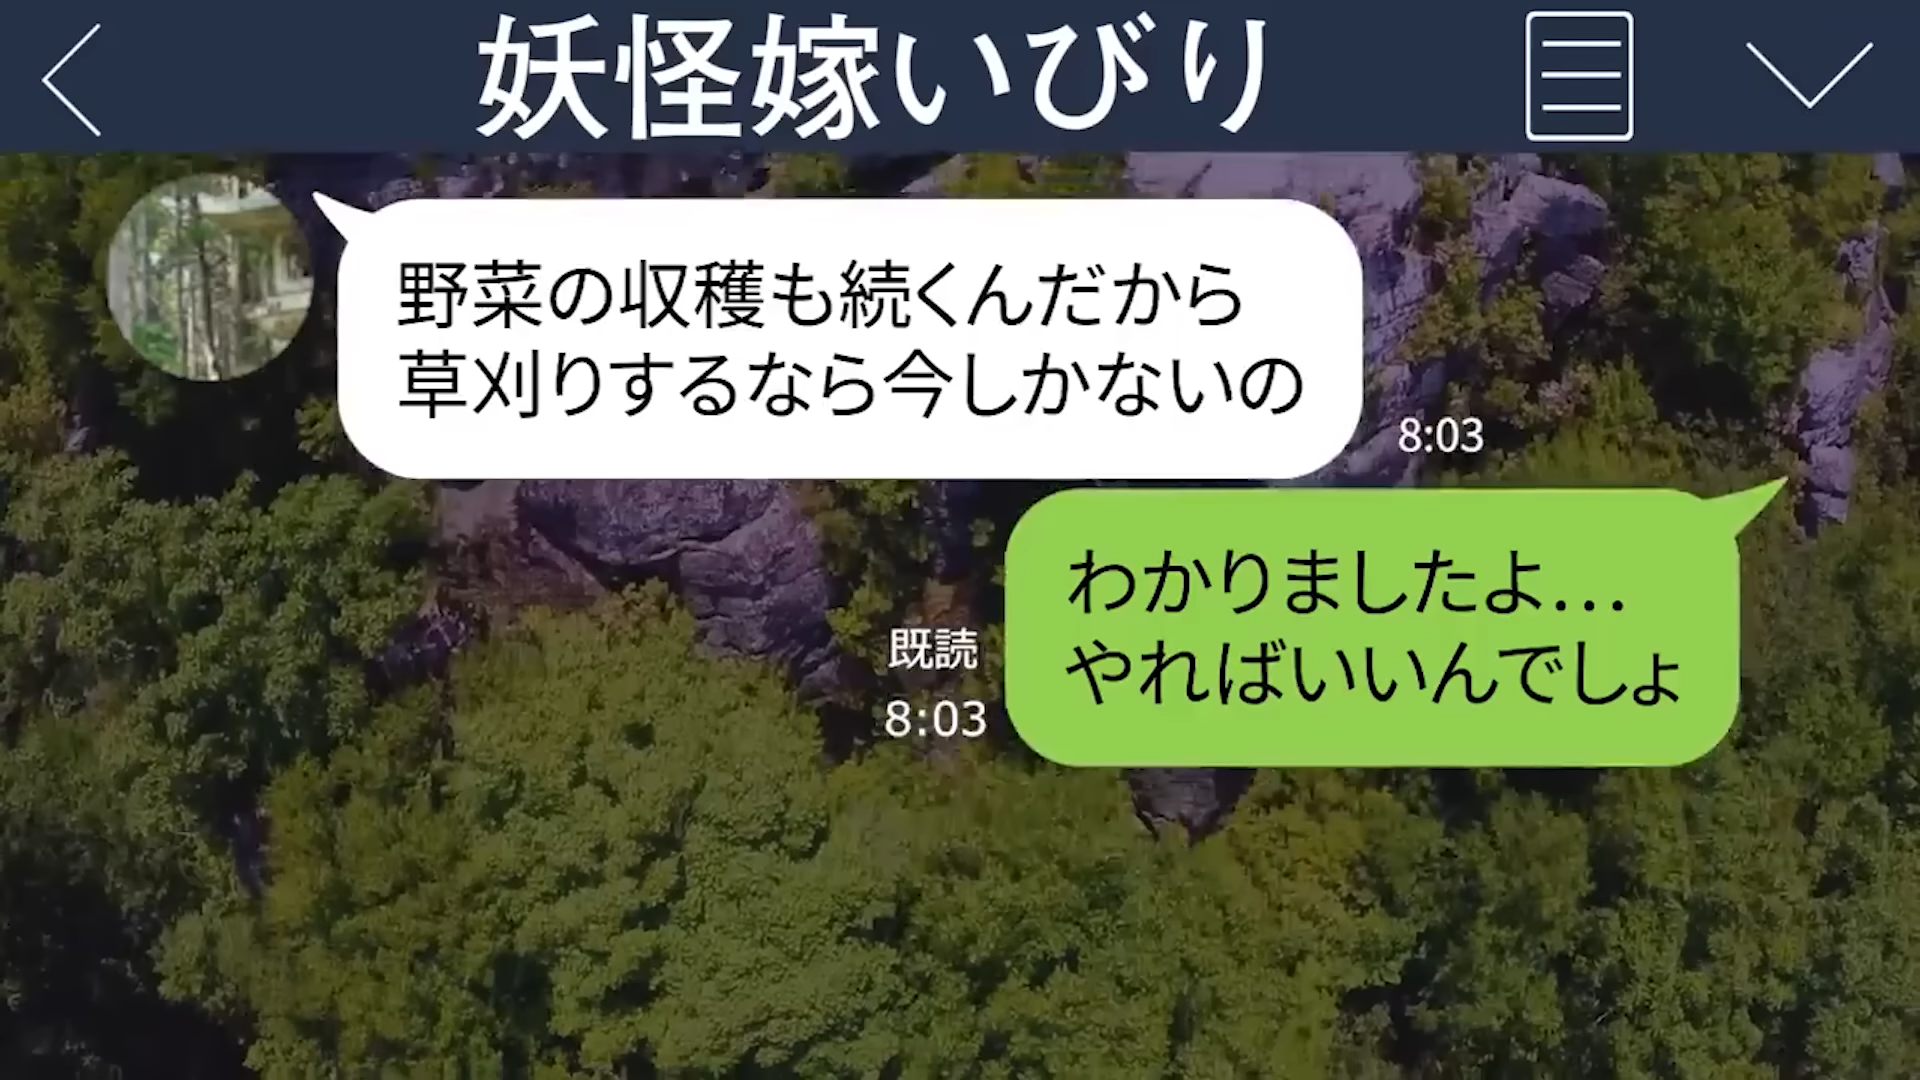 妖怪嫁いびり
野菜の収穫も続くんだから
草刈りするなら今しかないの
8:03
わかりましたよ…
やればいいんでしょ
既読
8:03